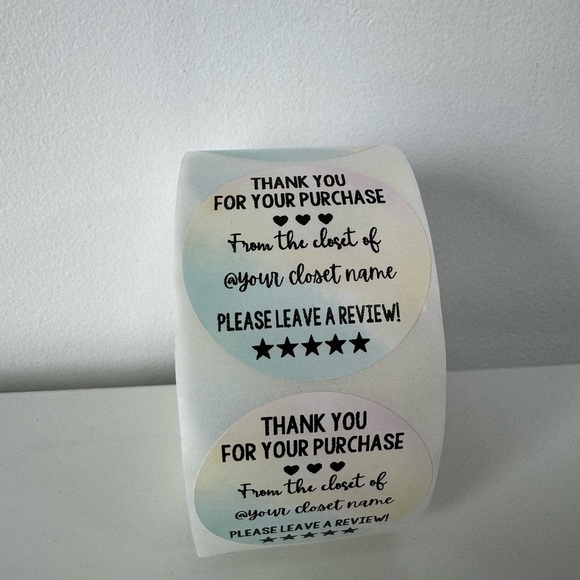 THANK YOU
FOR YOUR PURCHASE
From the closet of
@your closet name
PLEASE LEAVE A REVIEW!
THANK YOU
FOR YOUR PURCHASE
From the closet of
@your closet name
PLEASE LEAVE A REVIEW!